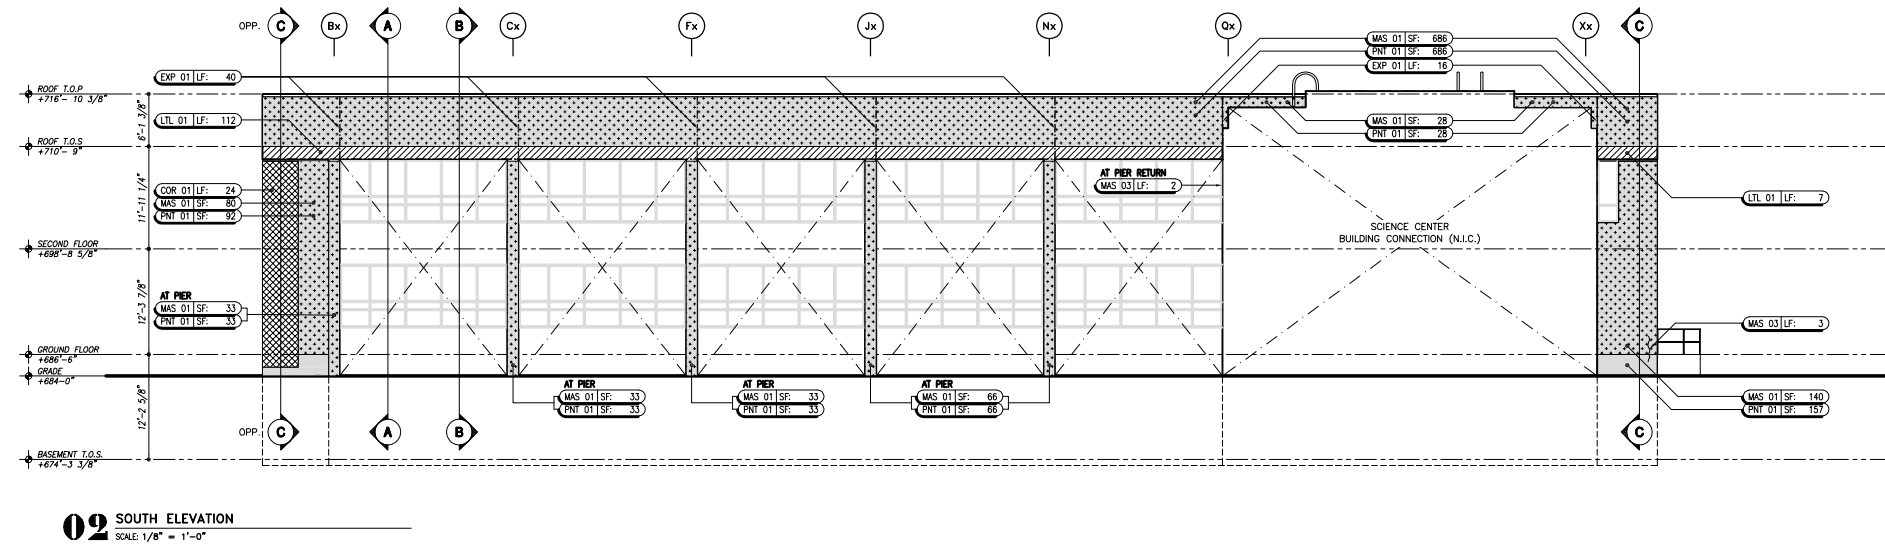 OPP. C Bx A B Cx Fx Jx Nx Qx Xx C
MAS 01 SF: 686
PNT 01 SF: 686
EXP 01 LF: 16
EXP 01 LF: 40
ROOF T.O.P
+716'- 10 3/8"
6'-1 3/8"
LTL 01 LF: 112
MAS 01 SF: 28
PNT 01 SF: 28
ROOF T.O.S
+710'- 9"
AT PIER RETURN
MAS 03 LF: 2
11'-11 1/4"
COR 01 LF: 24
MAS 01 SF: 80
PNT 01 SF: 92
LTL 01 LF: 7
SCIENCE CENTER
BUILDING CONNECTION (N.I.C.)
SECOND FLOOR
+698'-8 5/8"
12'-3 7/8"
AT PIER
MAS 01 SF: 33
PNT 01 SF: 33
MAS 03 LF: 3
GROUND FLOOR
+686'-6"
GRADE
+684'-0"
12'-2 5/8"
AT PIER
MAS 01 SF: 33
PNT 01 SF: 33
AT PIER
MAS 01 SF: 33
PNT 01 SF: 33
AT PIER
MAS 01 SF: 66
PNT 01 SF: 66
MAS 01 SF: 140
PNT 01 SF: 157
OPP. C A B C
BASEMENT T.O.S.
+674'-3 3/8"
02 SOUTH ELEVATION
SCALE: 1/8" = 1'-0"